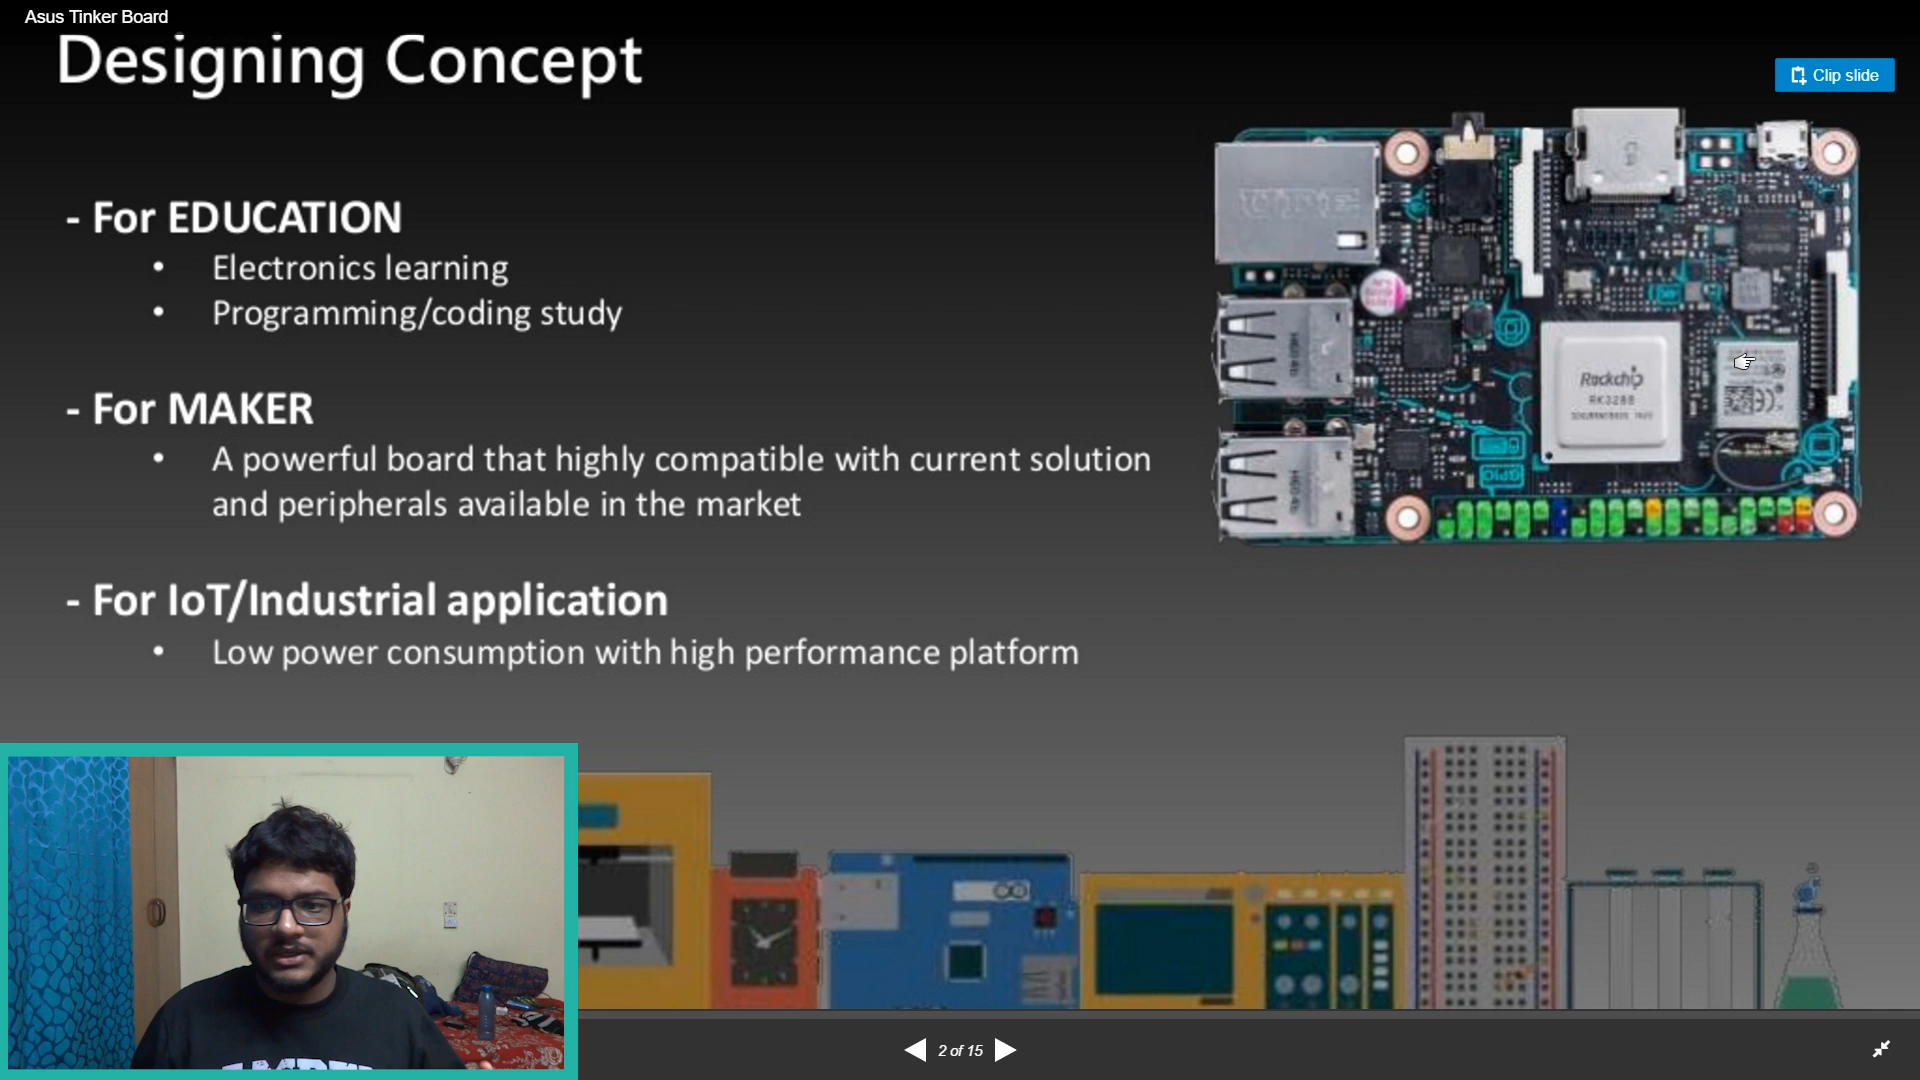 Asus Tinker Board
Designing Concept
Clip slide
- For EDUCATION
• Electronics learning
• Programming/coding study
- For MAKER
• A powerful board that highly compatible with current solution
and peripherals available in the market
- For IoT/Industrial application
• Low power consumption with high performance platform
Rockchip
RK3288
GPIO
2 of 15